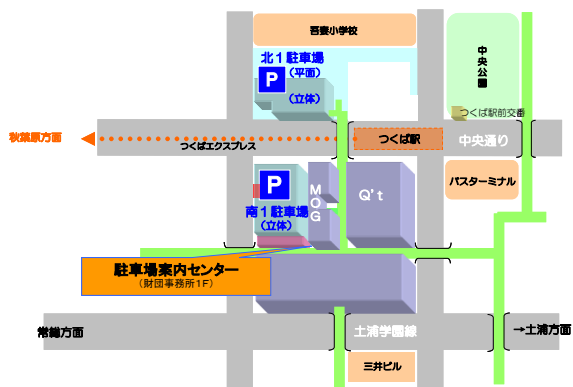 吾妻小学校
北1駐車場
(平面)
P
(立体)
中央公園
つくば駅前交番
秋葉原方面
つくばエクスプレス
つくば駅
中央通り
P
南1駐車場
(立体)
MOG
Q't
バスターミナル
駐車場案内センター
(財団事務所1F)
常総方面
土浦学園線
→土浦方面
三井ビル